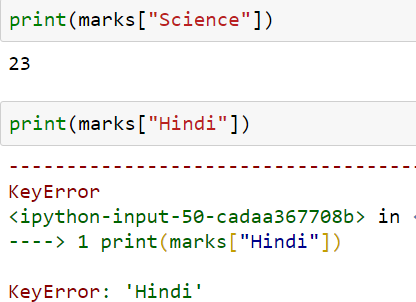 print(marks["Science"])
23
print(marks["Hindi"])
---------------------------------------
KeyError
<ipython-input-50-cadaa367708b> in
----> 1 print(marks["Hindi"])
KeyError: 'Hindi'